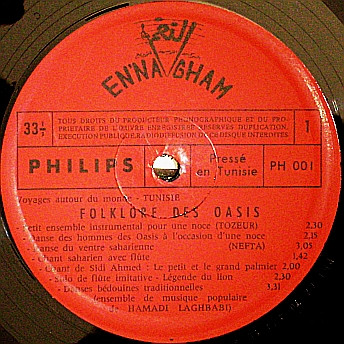 النغم
ENNAGHAM
33 1/3
TOUS DROITS DU PRODUCTEUR PHONOGRAPHIQUE ET DU PRO-
PRIETAIRE DE L'ŒUVRE ENREGISTREE RESERVES DUPLICATION,
EXECUTION PUBLIQUE, RADIODIFFUSION DE CE DISQUE INTERDITES
1
PHILIPS
Pressé
en Tunisie
PH 001
Voyages autour du monde - TUNISIE
FOLKLORE DES OASIS
Petit ensemble instrumental pour une noce (TOZEUR) 2,30
- Danse des hommes des Oasis à l'occasion d'une noce 2,15
- Danse du ventre saharienne (NEFTA) 3,05
- Chant saharien avec flûte 1,42
- Chant de Sidi Ahmed : Le petit et le grand palmier 2,00
- Solo de flûte imitative - Légende du lion 2,30
- Danses bédouines traditionnelles 3,31
(ensemble de musique populaire
HAMADI LAGHBABI)